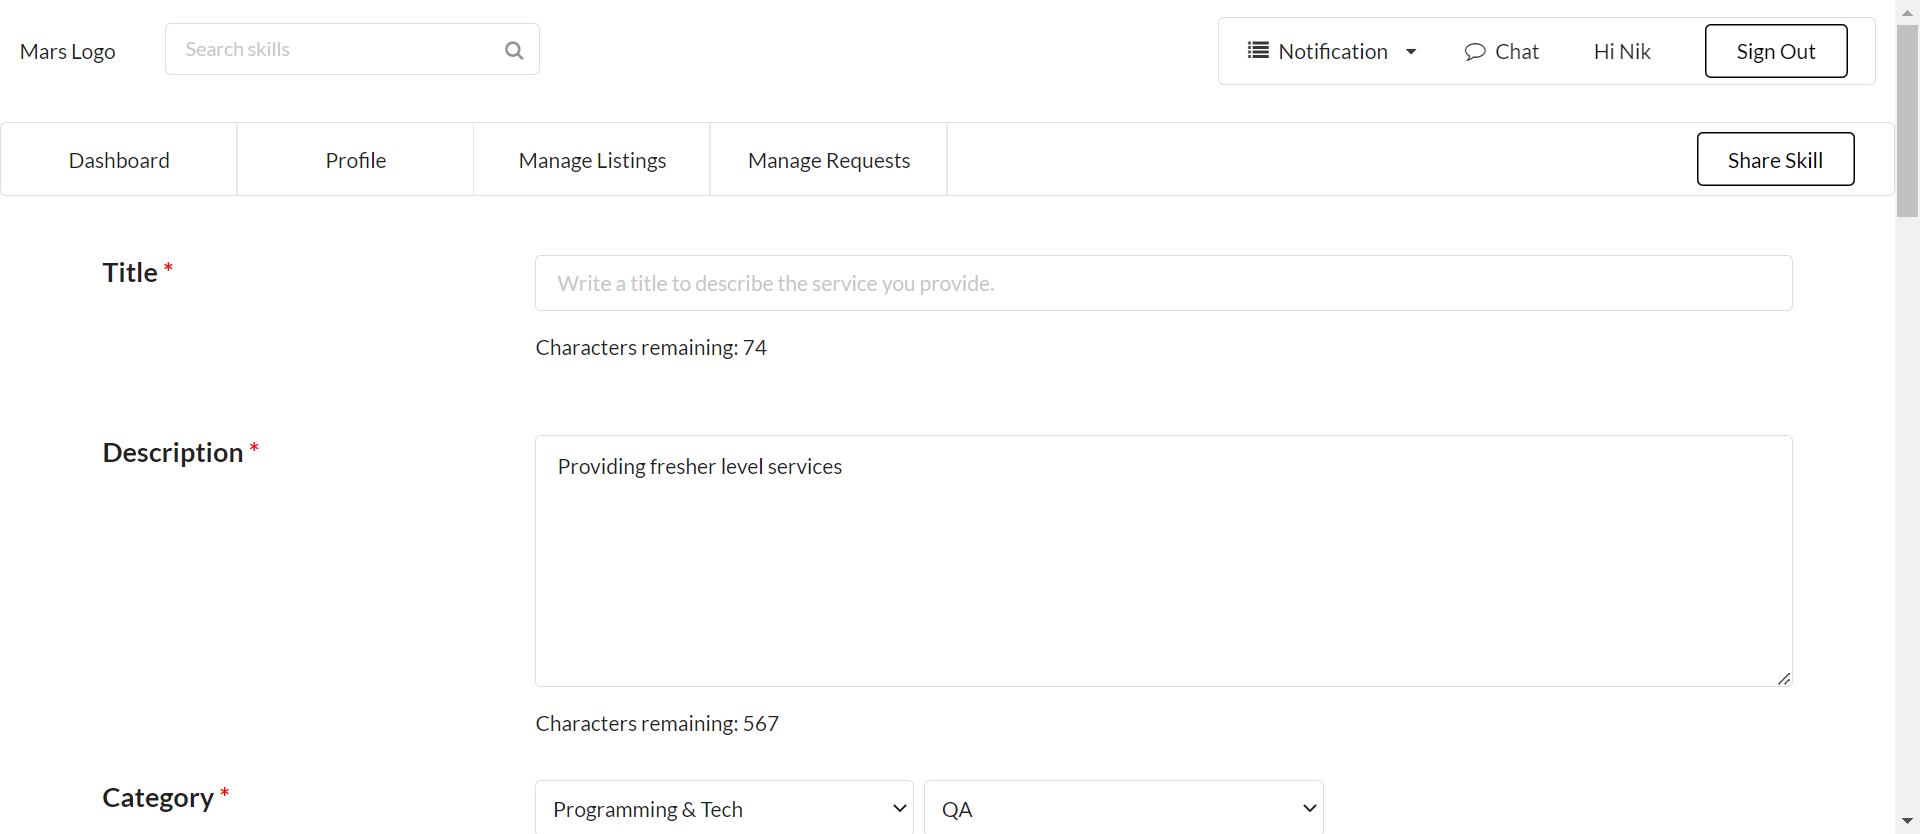 Mars Logo
Search skills
Notification
Chat
Hi Nik
Sign Out
Dashboard
Profile
Manage Listings
Manage Requests
Share Skill
Title *
Write a title to describe the service you provide.
Characters remaining: 74
Description *
Providing fresher level services
Characters remaining: 567
Category *
Programming & Tech
QA